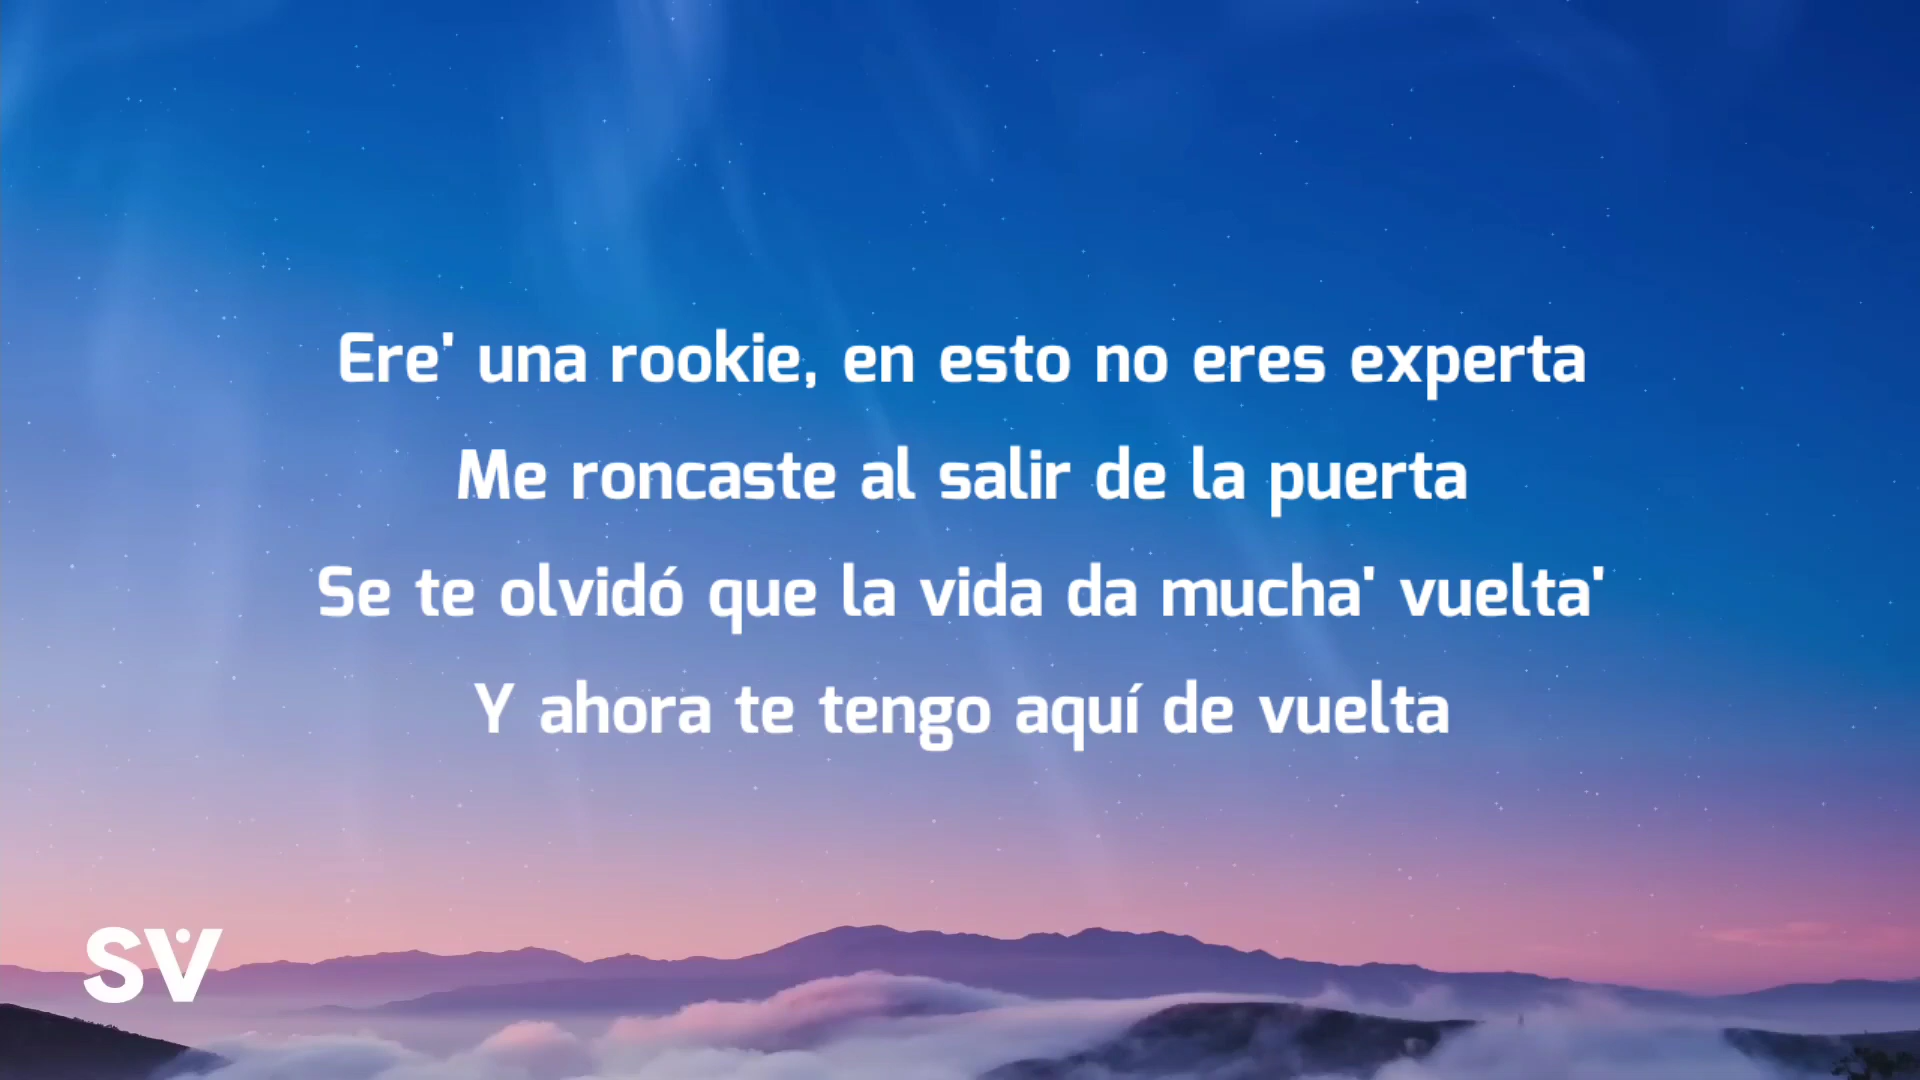 Ere' una rookie, en esto no eres experta
Me roncaste al salir de la puerta
Se te olvidó que la vida da mucha' vuelta'
Y ahora te tengo aquí de vuelta
SV